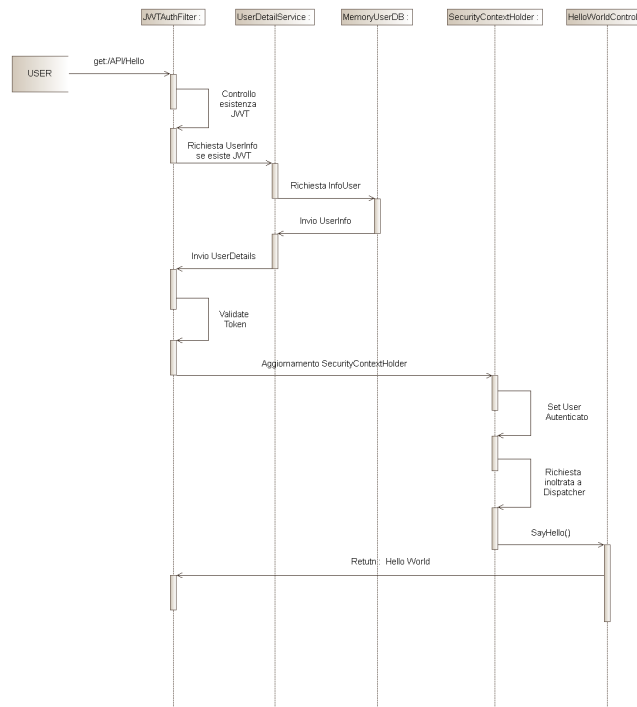 JWTAuthFilter :
UserDetailService :
MemoryUserDB :
SecurityContextHolder :
HelloWorldControl
USER
get:/API/Hello
Controllo
esistenza
JWT
Richiesta UserInfo
se esiste JWT
Richiesta InfoUser
Invio UserInfo
Invio UserDetails
Validate
Token
Aggiornamento SecurityContextHolder
Set User
Autenticato
Richiesta
inoltrata a
Dispatcher
SayHello()
Retutn : Hello World